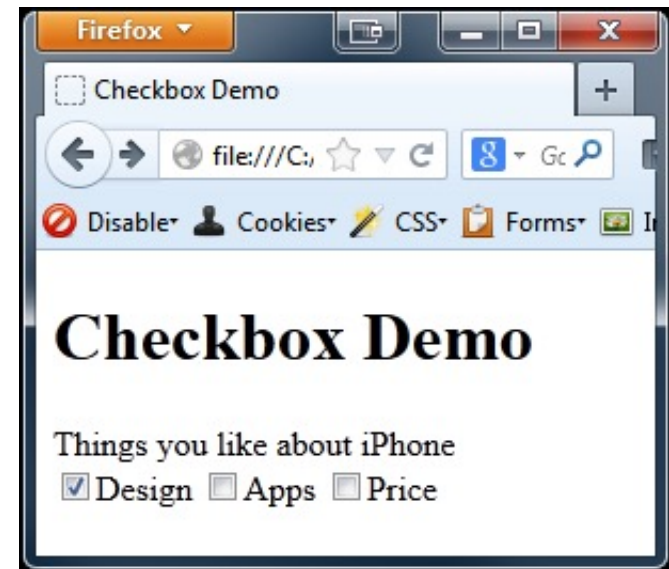 Firefox
Checkbox Demo
file:///C:/
Disable Cookies CSS Forms
Checkbox Demo
Things you like about iPhone
Design Apps Price